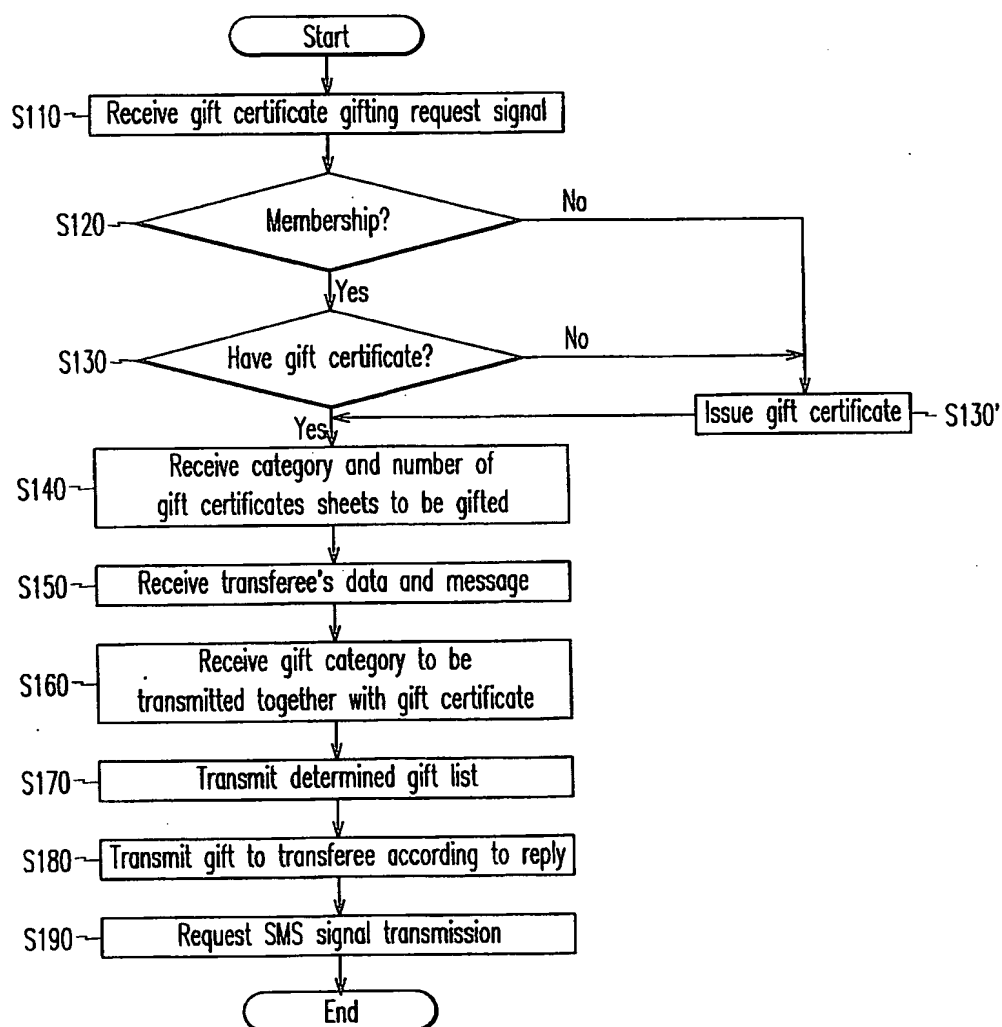 Start
S110
Receive gift certificate gifting request signal
S120
Membership?
No
Yes
S130
Have gift certificate?
No
Issue gift certificate
S130'
Yes
S140
Receive category and number of
gift certificates sheets to be gifted
S150
Receive transferee's data and message
S160
Receive gift category to be
transmitted together with gift certificate
S170
Transmit determined gift list
S180
Transmit gift to transferee according to reply
S190
Request SMS signal transmission
End